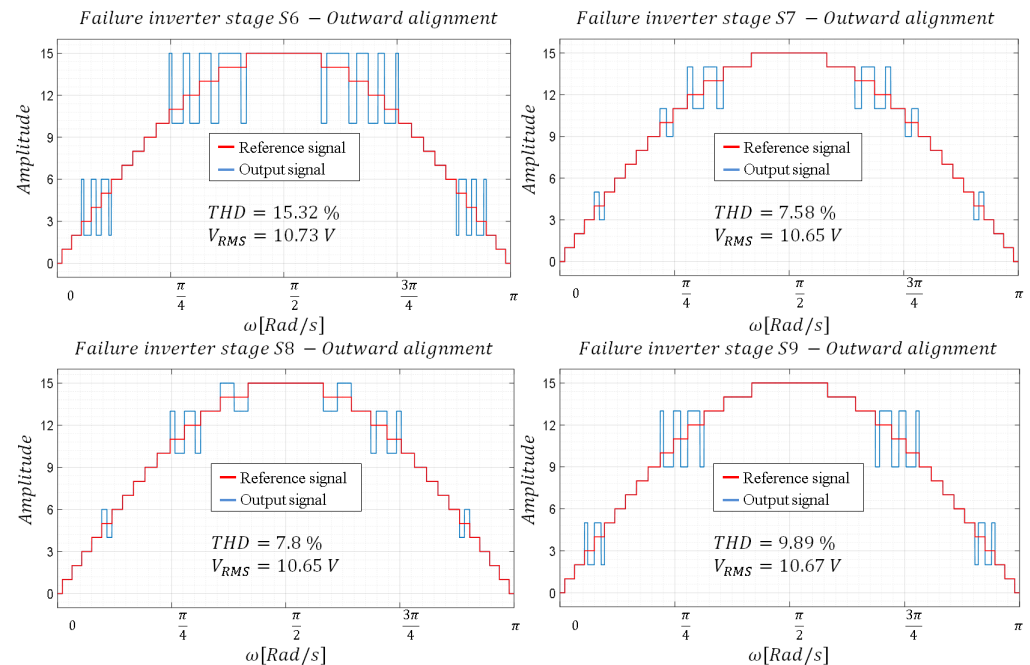 Failure inverter stage S6 − Outward alignment
15
12
9
6
3
0
Amplitude
Reference signal
Output signal
THD = 15.32 %
V_RMS = 10.73 V
0
π/4
π/2
3π/4
π
ω[Rad/s]
Failure inverter stage S7 − Outward alignment
15
12
9
6
3
0
Amplitude
Reference signal
Output signal
THD = 7.58 %
V_RMS = 10.65 V
0
π/4
π/2
3π/4
π
ω[Rad/s]
Failure inverter stage S8 − Outward alignment
15
12
9
6
3
0
Amplitude
Reference signal
Output signal
THD = 7.8 %
V_RMS = 10.65 V
0
π/4
π/2
3π/4
π
ω[Rad/s]
Failure inverter stage S9 − Outward alignment
15
12
9
6
3
0
Amplitude
Reference signal
Output signal
THD = 9.89 %
V_RMS = 10.67 V
0
π/4
π/2
3π/4
π
ω[Rad/s]